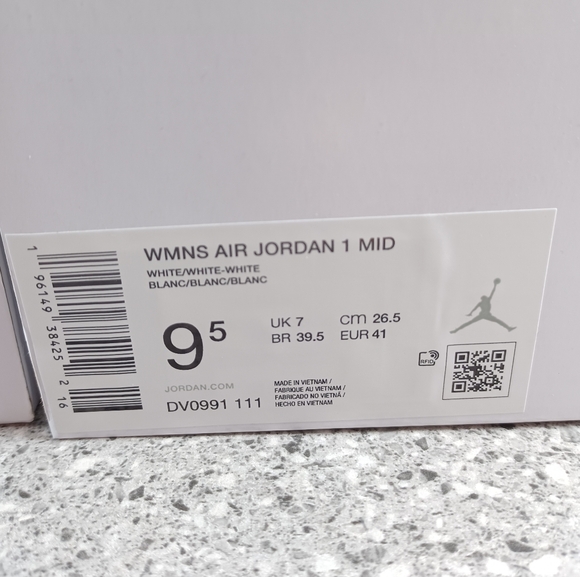 WMNS AIR JORDAN 1 MID
WHITE/WHITE-WHITE
BLANC/BLANC/BLANC
9 5
UK 7
cm 26.5
BR 39.5
EUR 41
JORDAN.COM
DV0991 111
MADE IN VIETNAM /
FABRIQUE AU VIETNAM /
FABRICADO NO VIETNÃ /
HECHO EN VIETNAM
RFID
1 96149 38425 2 16